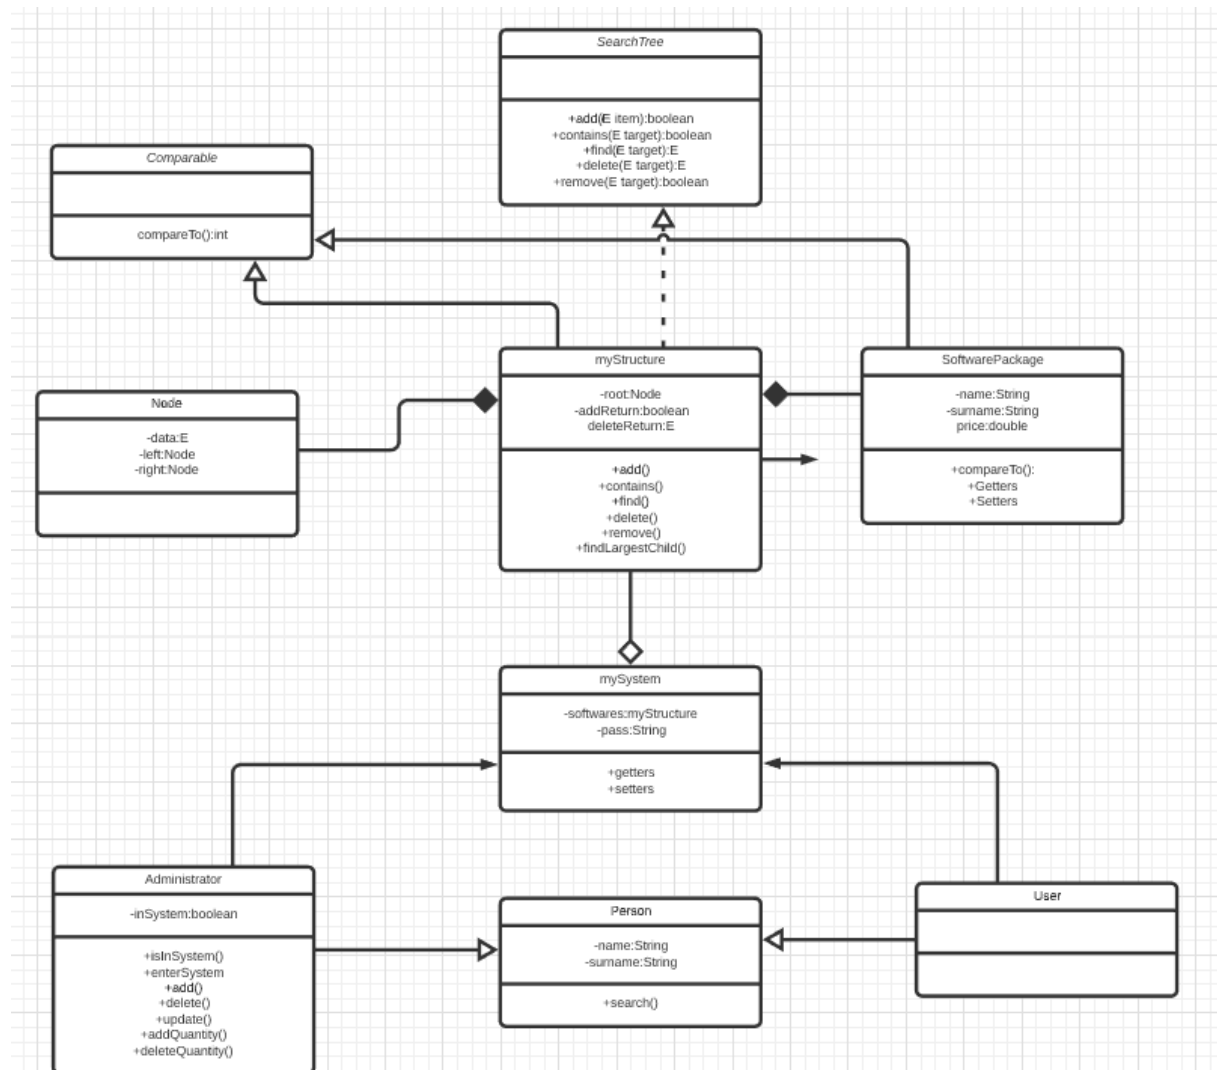 SearchTree
+add(E item):boolean
+contains(E target):boolean
+find(E target):E
+delete(E target):E
+remove(E target):boolean
Comparable
compareTo():int
myStructure
-root:Node
-addReturn:boolean
deleteReturn:E
+add()
+contains()
+find()
+delete()
+remove()
+findLargestChild()
SoftwarePackage
-name:String
-surname:String
price:double
+compareTo():
+Getters
+Setters
Node
-data:E
-left:Node
-right:Node
mySystem
-softwares:myStructure
-pass:String
+getters
+setters
Administrator
-inSystem:boolean
+isInSystem()
+enterSystem
+add()
+delete()
+update()
+addQuantity()
+deleteQuantity()
Person
-name:String
-surname:String
+search()
User